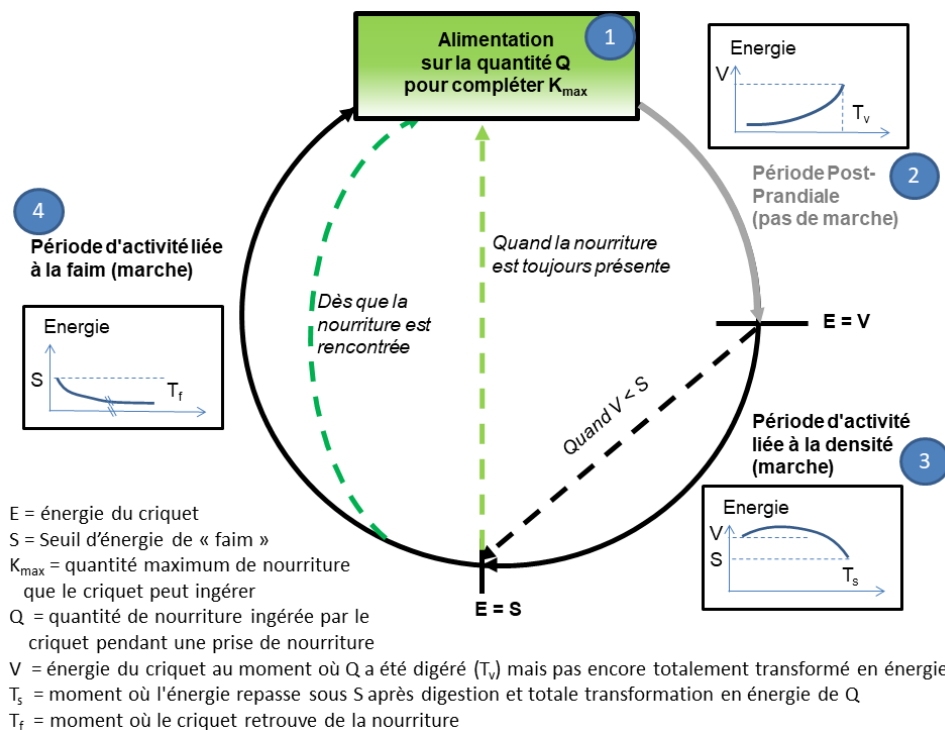 Alimentation
sur la quantité Q
pour compléter Kmax
1
Energie
V
Tv
Période Post-
Prandiale
(pas de marche)
2
4
Période d'activité liée
à la faim (marche)
Energie
S
Tf
Dès que la
nourriture est
rencontrée
Quand la nourriture
est toujours présente
E = V
Quand V < S
Période d'activité
liée à la densité
(marche)
3
Energie
V
S
Ts
E = S
E = énergie du criquet
S = Seuil d'énergie de « faim »
Kmax = quantité maximum de nourriture
que le criquet peut ingérer
Q = quantité de nourriture ingérée par le
criquet pendant une prise de nourriture
V = énergie du criquet au moment où Q a été digéré (Tv) mais pas encore totalement transformé en énergie
Ts = moment où l'énergie repasse sous S après digestion et totale transformation en énergie de Q
Tf = moment où le criquet retrouve de la nourriture